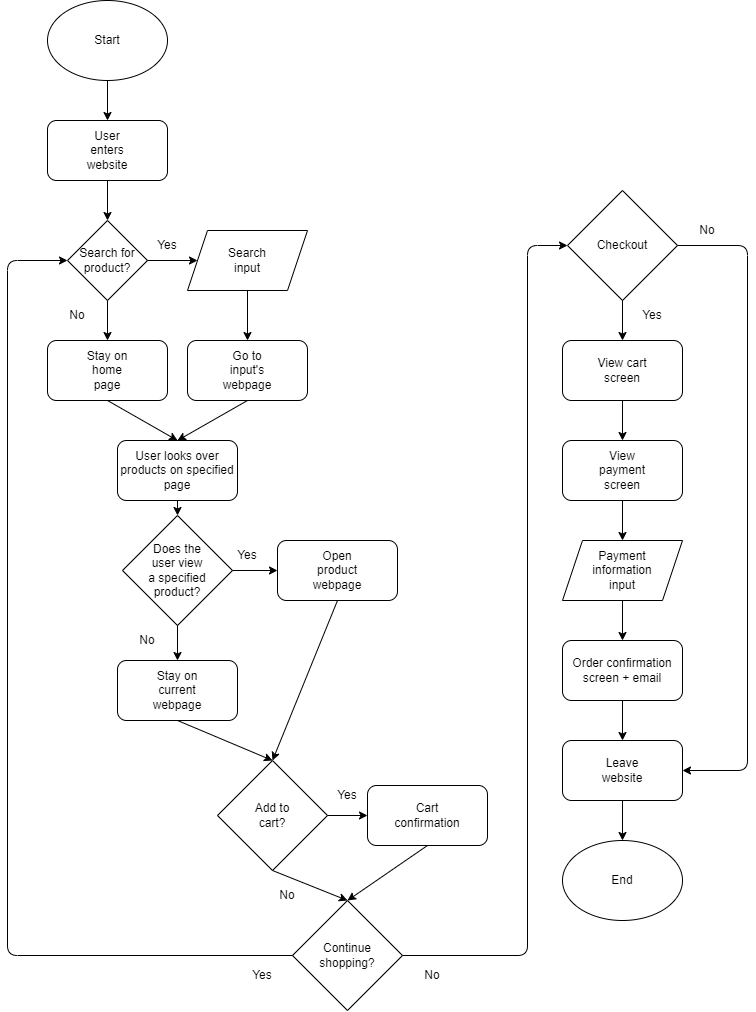 Start
User
enters
website
Search for
product?
Yes
Search
input
No
Stay on
home
page
Go to
input's
webpage
User looks over
products on specified
page
Does the
user view
a specified
product?
Yes
Open
product
webpage
No
Stay on
current
webpage
Add to
cart?
Yes
Cart
confirmation
No
Continue
shopping?
Yes
No
Checkout
No
Yes
View cart
screen
View
payment
screen
Payment
information
input
Order confirmation
screen + email
Leave
website
End